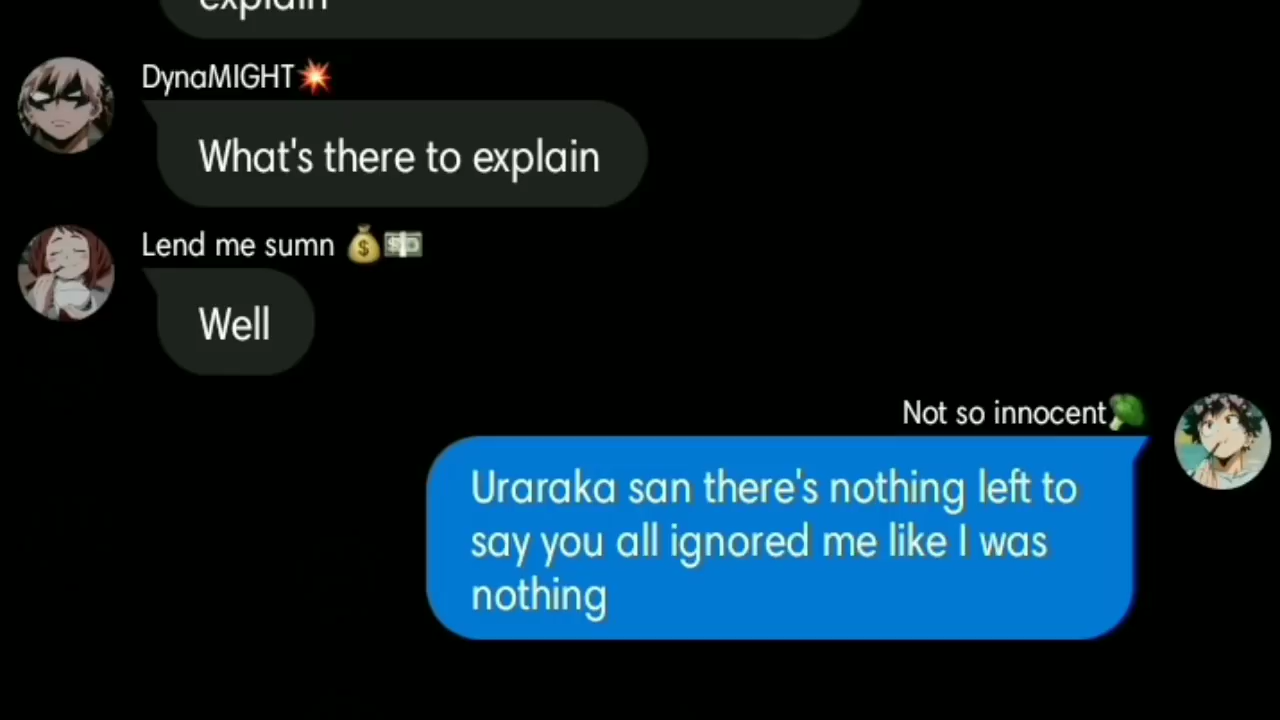 explain
DynaMIGHT💥
What's there to explain
Lend me sumn 💰💵
Well
Not so innocent🥦
Uraraka san there's nothing left to
say you all ignored me like I was
nothing